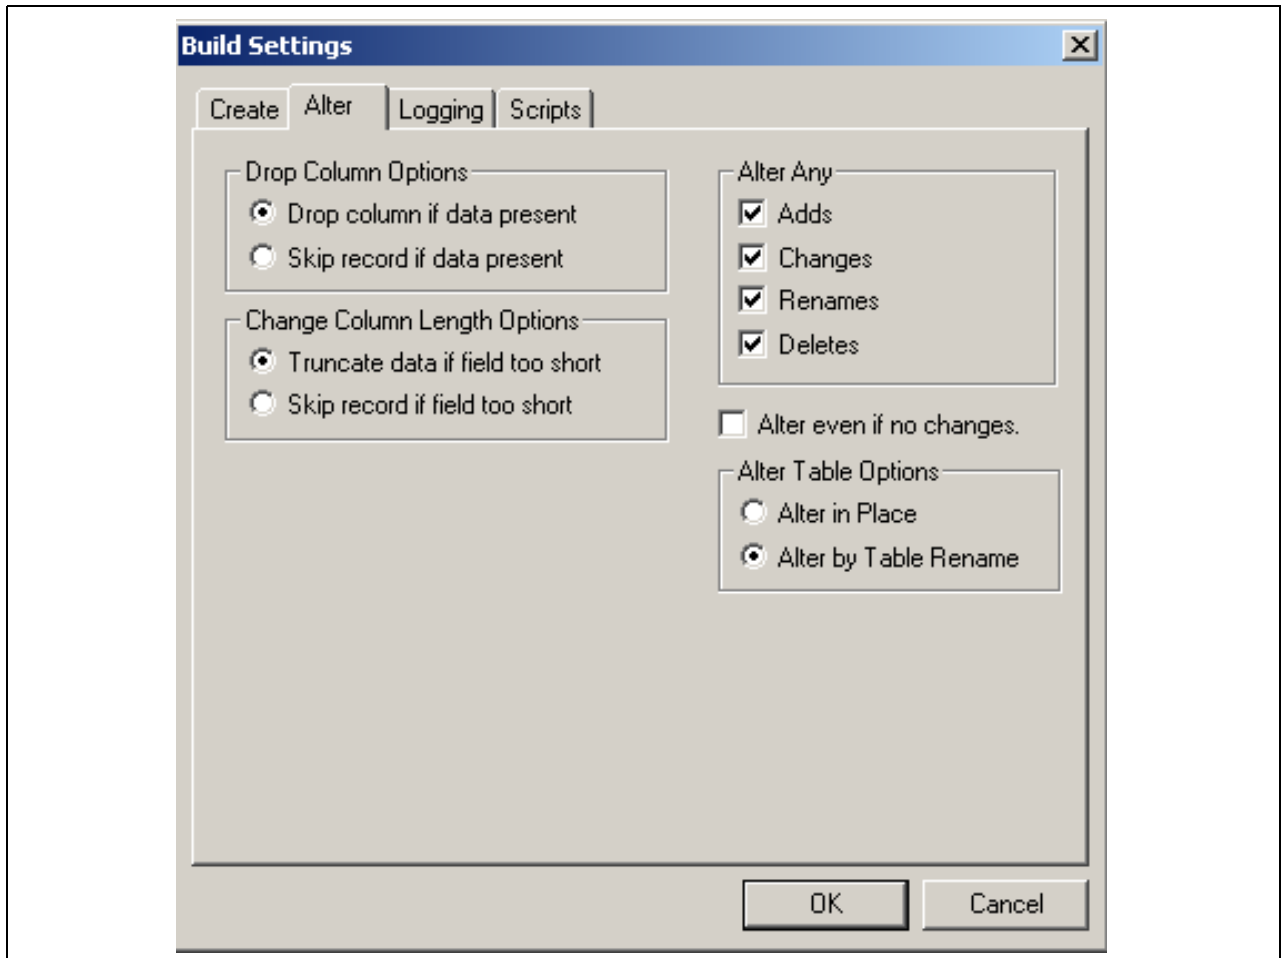 Build Settings
Create Alter Logging Scripts
Drop Column Options
Drop column if data present
Skip record if data present
Change Column Length Options
Truncate data if field too short
Skip record if field too short
Alter Any
Adds
Changes
Renames
Deletes
Alter even if no changes.
Alter Table Options
Alter in Place
Alter by Table Rename
OK Cancel